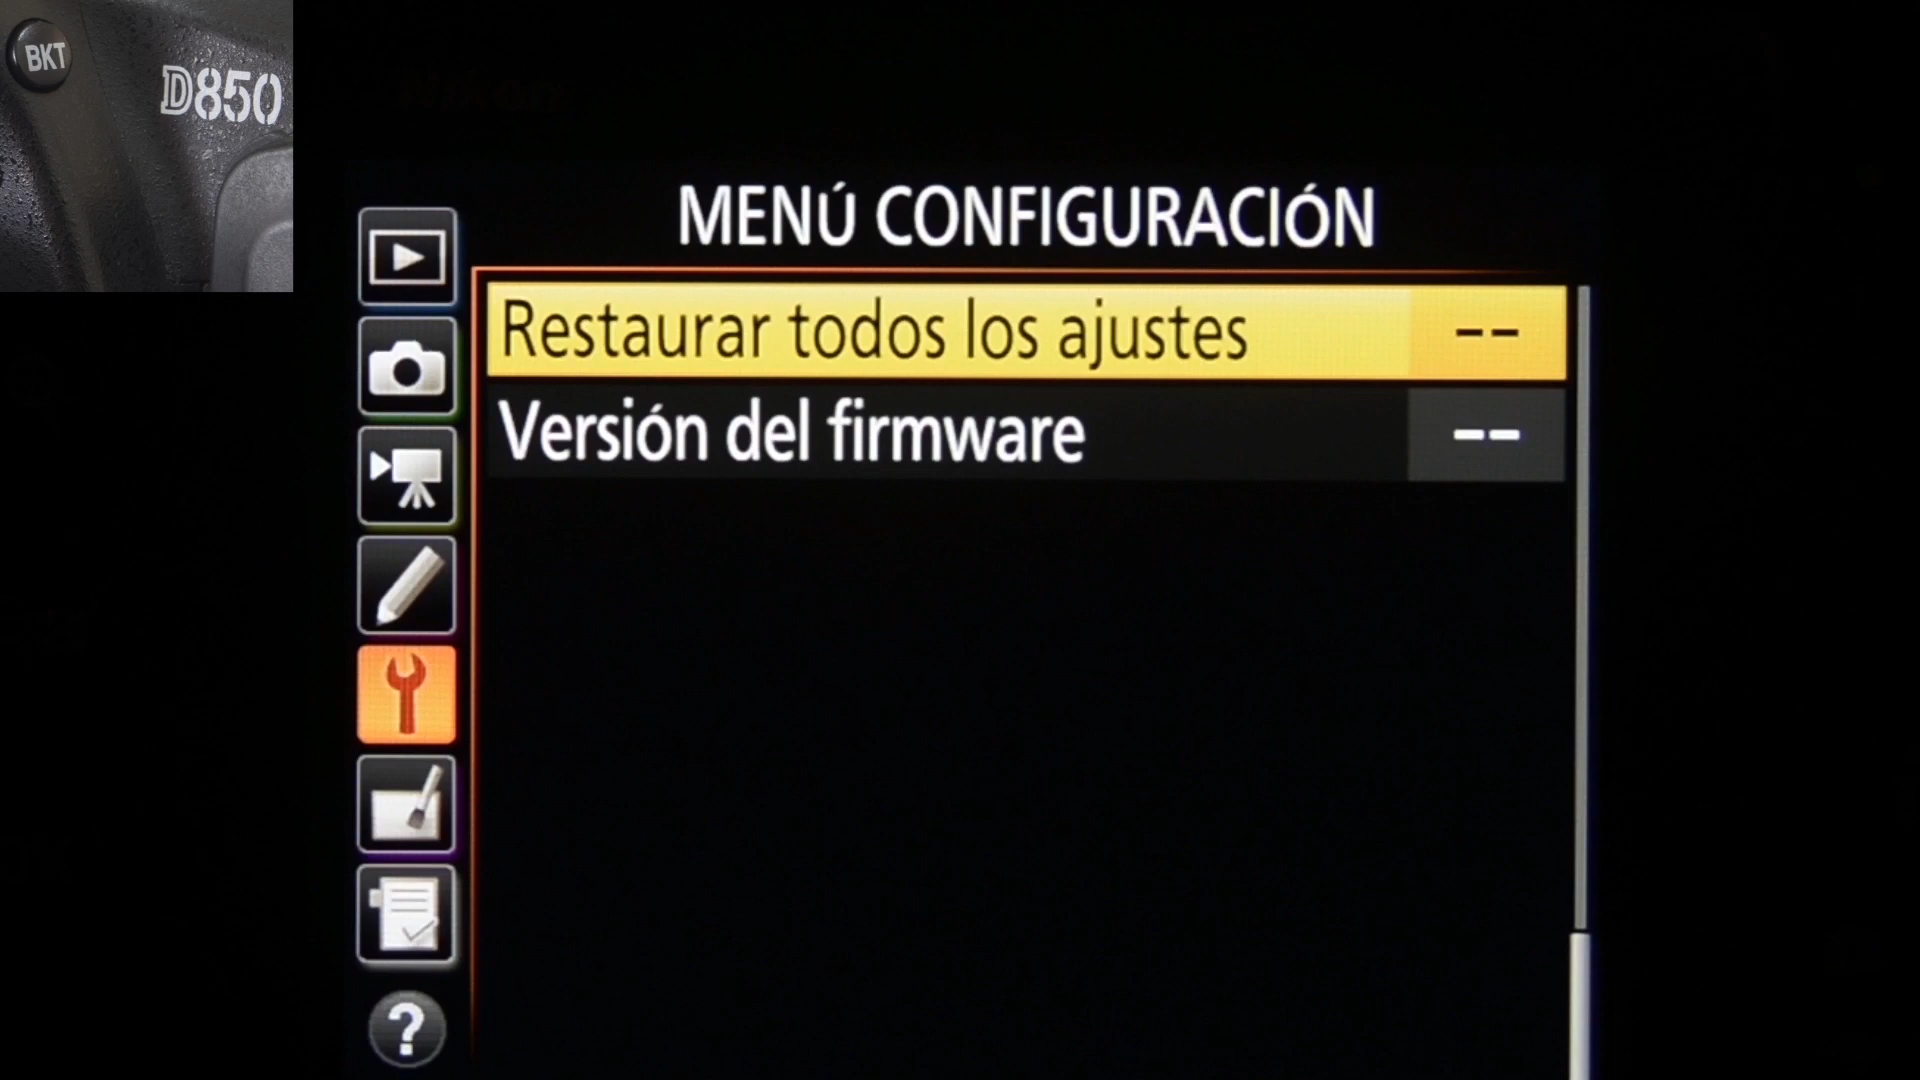 BKT
D850
MENÚ CONFIGURACIÓN
Restaurar todos los ajustes --
Versión del firmware --
?